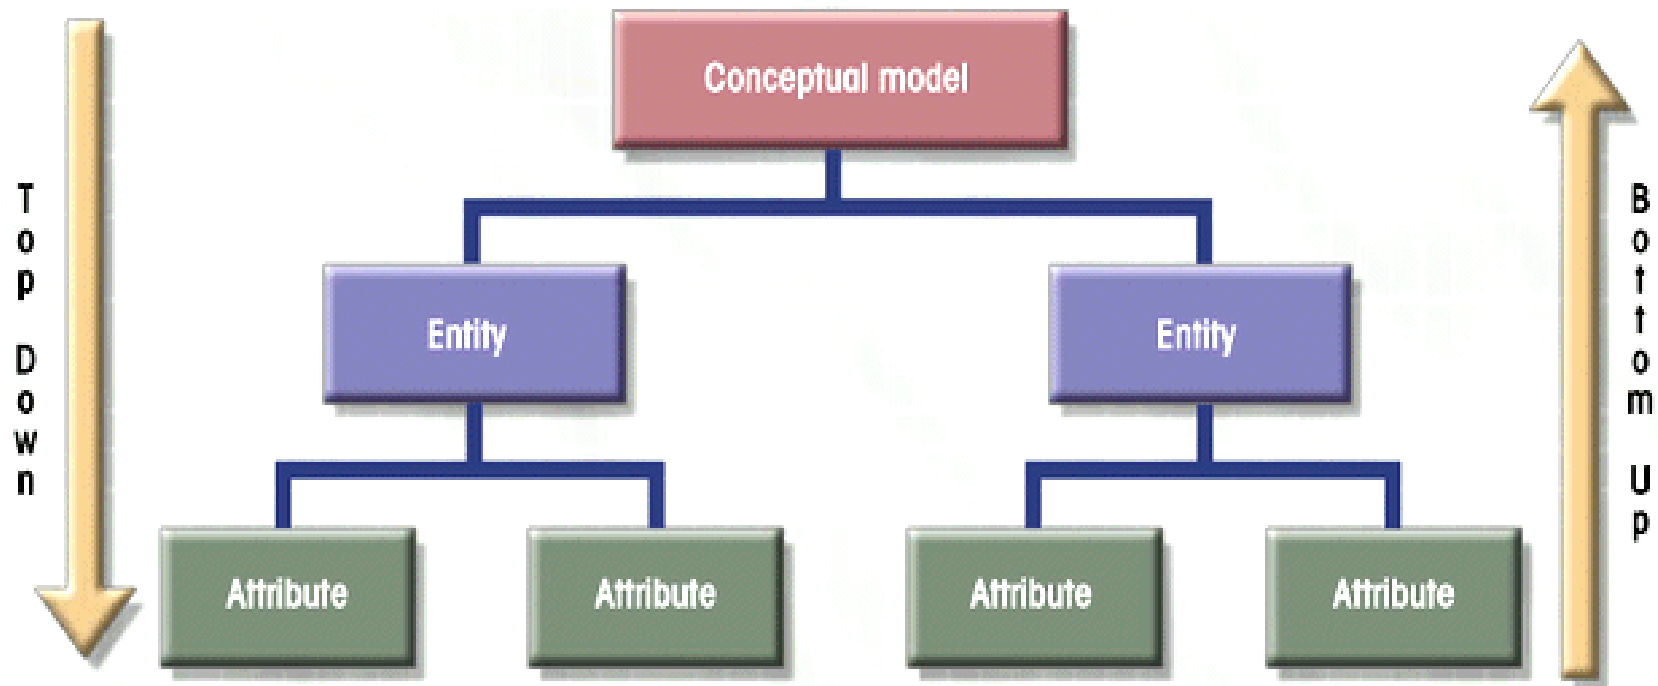 Conceptual model
Top Down
Bottom Up
Entity
Entity
Attribute
Attribute
Attribute
Attribute